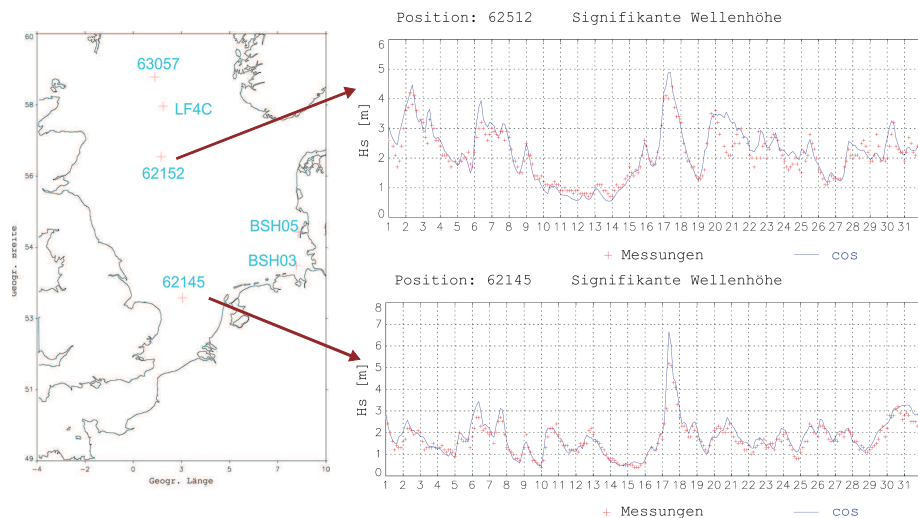 Position: 62512 Signifikante Wellenhöhe
60
58
56
54
53
51
49
Geogr. Breite
63057
LF4C
62152
BSH05
BSH03
62145
-4 -2 0 3 5 7 10
Geogr. Länge
6
5
4
3
2
1
0
Hs [m]
1 2 3 4 5 6 7 8 9 10 11 12 13 14 15 16 17 18 19 20 21 22 23 24 25 26 27 28 29 30 31
+ Messungen — cos
Position: 62145 Signifikante Wellenhöhe
8
7
6
5
4
3
2
1
0
Hs [m]
1 2 3 4 5 6 7 8 9 10 11 12 13 14 15 16 17 18 19 20 21 22 23 24 25 26 27 28 29 30 31
+ Messungen — cos